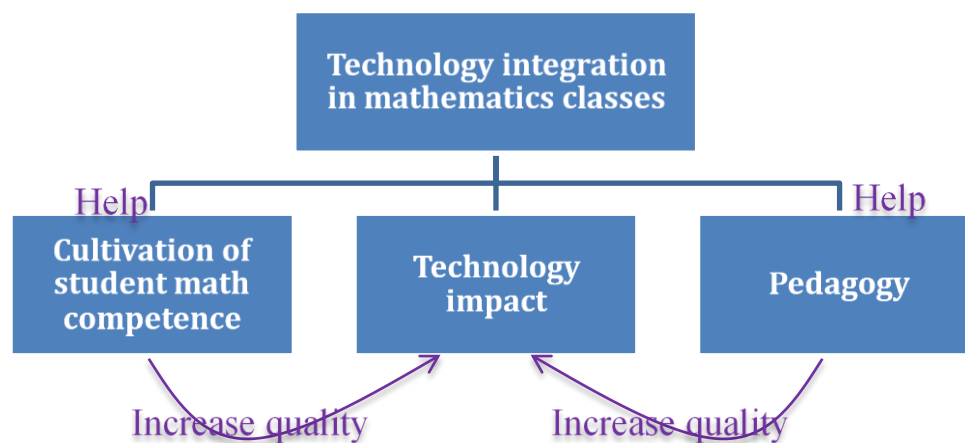 Technology integration
in mathematics classes
Help
Help
Cultivation of
student math
competence
Technology
impact
Pedagogy
Increase quality
Increase quality